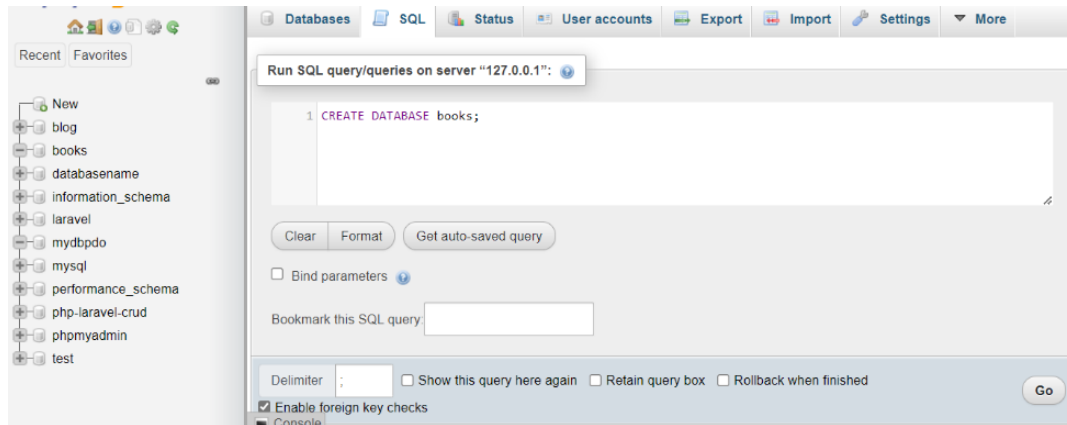 Recent Favorites
New
blog
books
databasename
information_schema
laravel
mydbpdo
mysql
performance_schema
php-laravel-crud
phpmyadmin
test
Databases SQL Status User accounts Export Import Settings More
Run SQL query/queries on server “127.0.0.1”:
1 CREATE DATABASE books;
Clear Format Get auto-saved query
Bind parameters
Bookmark this SQL query:
Delimiter ; Show this query here again Retain query box Rollback when finished
Go
Enable foreign key checks
Console